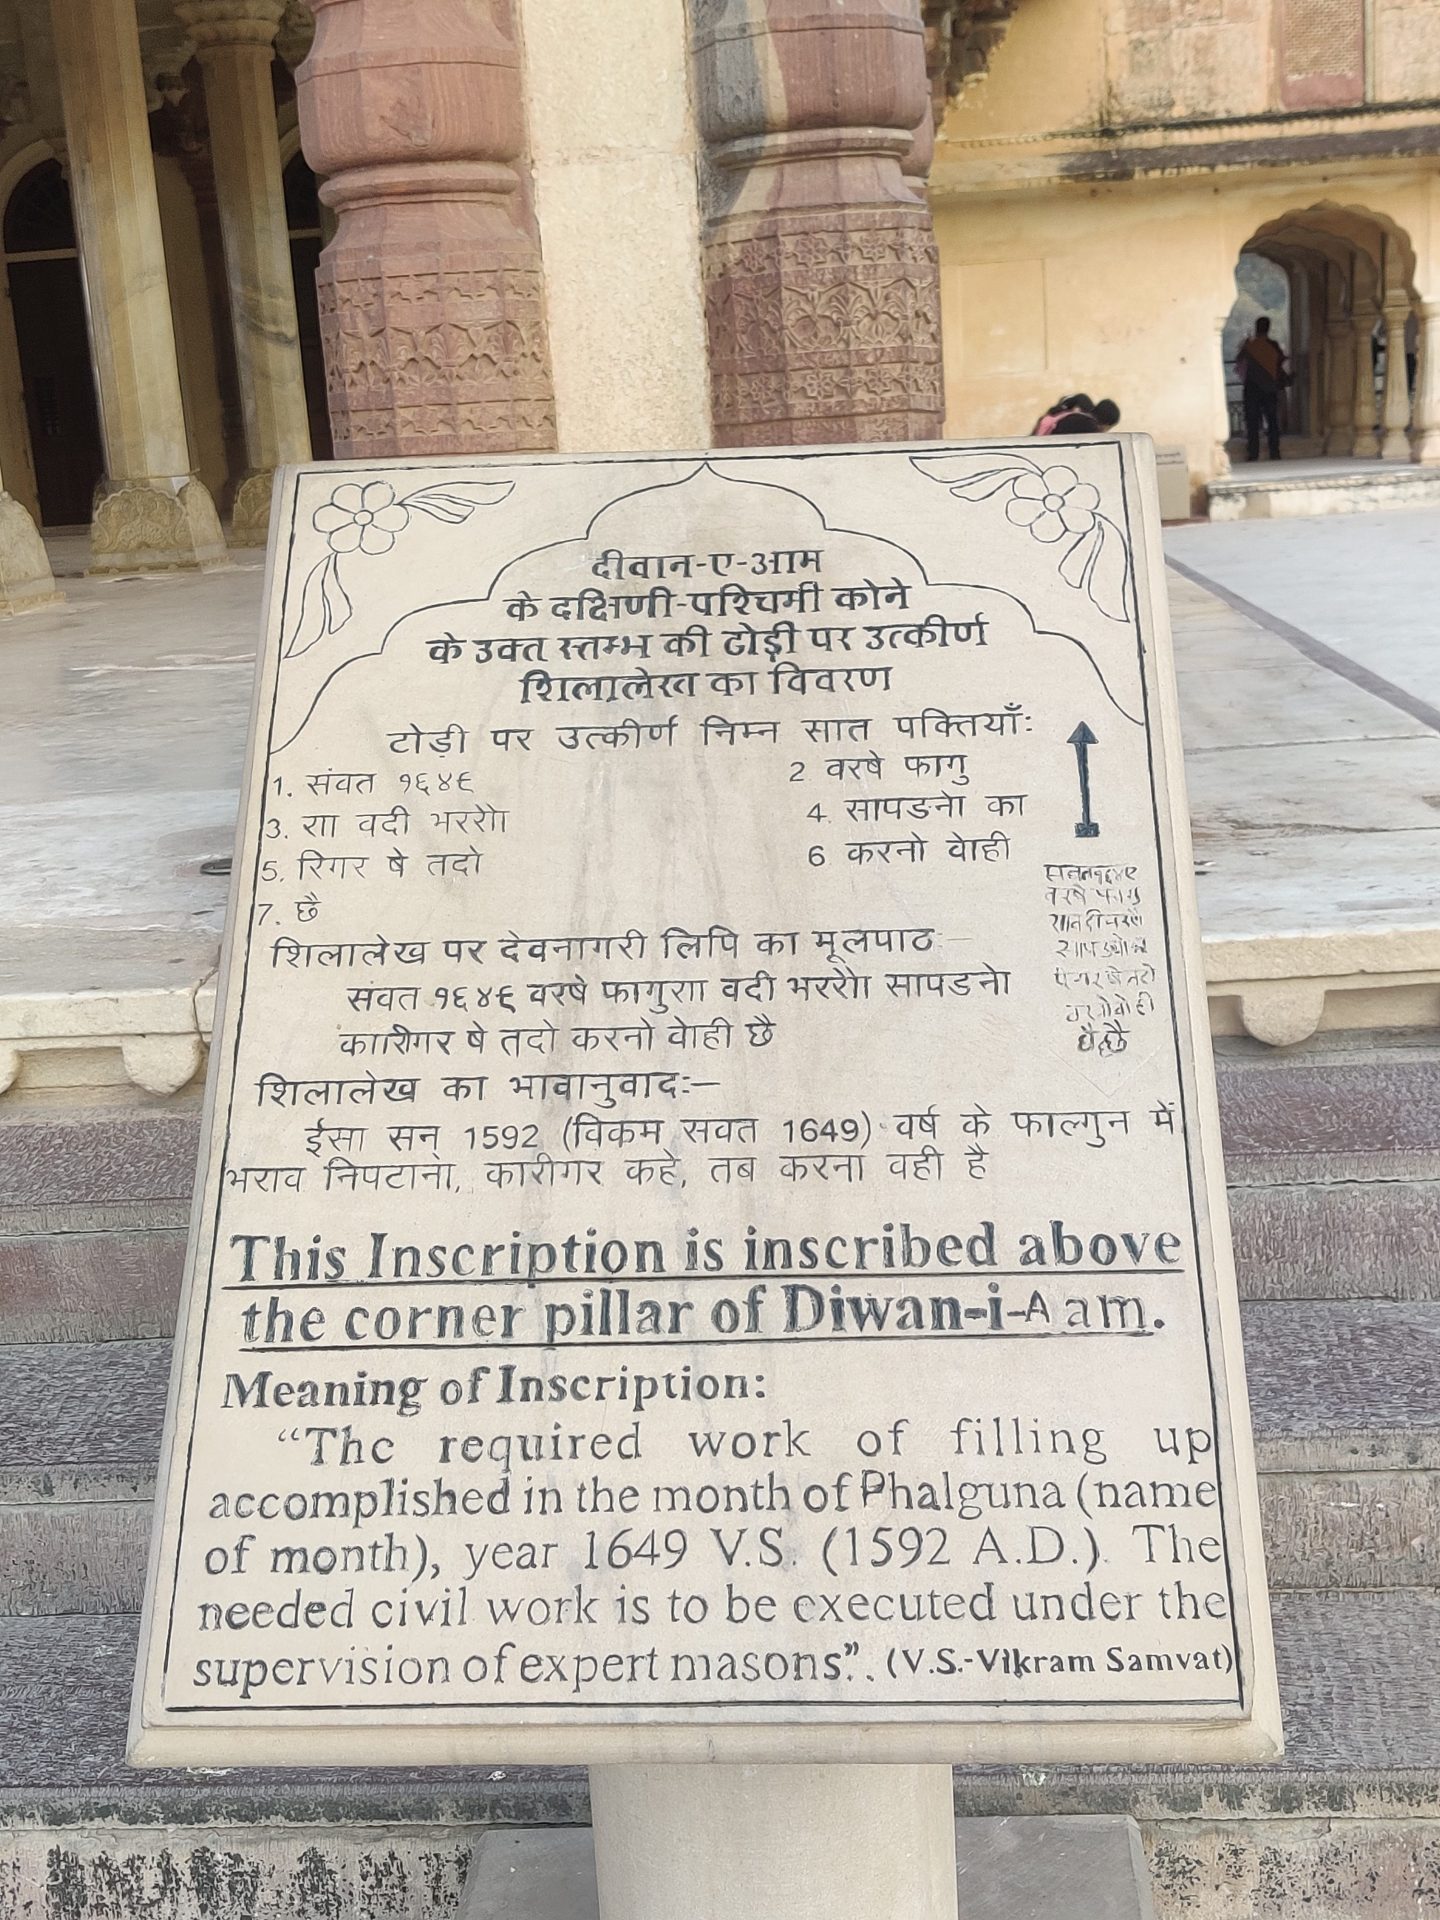 दीवान-ए-आम
के दक्षिणी-पश्चिमी कोने
के उक्त स्तम्भ की टोड़ी पर उत्कीर्ण
शिलालेख का विवरण
टोड़ी पर उत्कीर्ण निम्न सात पक्तियाँ:
1. संवत १६४९ 2 वरषे फागु
3. राा वदी भररोो 4. सापडनेा का
5. रिगर षे तदो 6 करनो वेाही
7. छै
शिलालेख पर देवनागरी लिपि का मूलपाठ:—
संवत १६४९ वरषे फागुराा वदी भररोो सापडनेा
कारीगर षे तदो करनो वेाही छै
शिलालेख का भावानुवाद:—
ईसा सन् 1592 (विकम सवत 1649) वर्ष के फाल्गुन में
भराव निपटाना, कारीगर कहे, तब करना वही है
This Inscription is inscribed above
the corner pillar of Diwan-i-Aam.
Meaning of Inscription:
“The required work of filling up
accomplished in the month of Phalguna (name
of month), year 1649 V.S. (1592 A.D.). The
needed civil work is to be executed under the
supervision of expert masons”. (V.S.-Vikram Samvat)